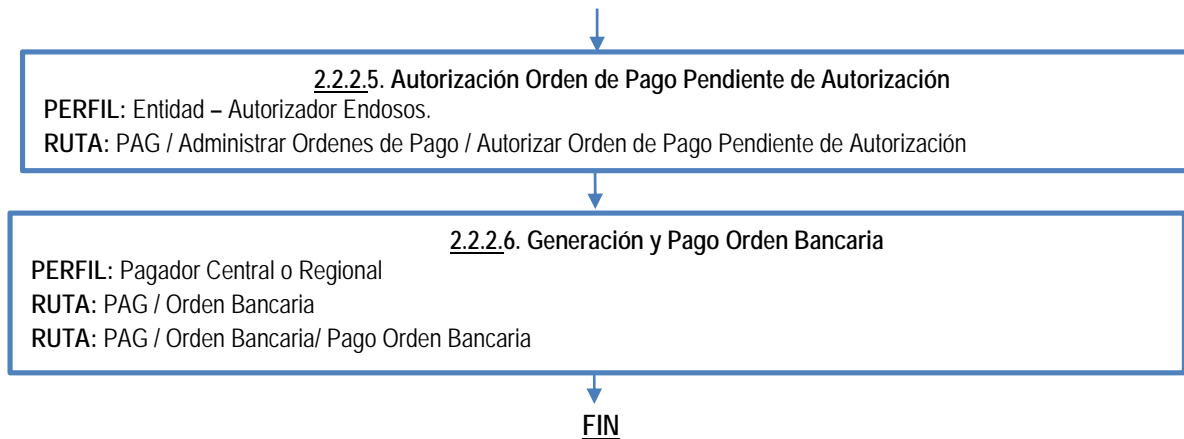 2.2.2.5. Autorización Orden de Pago Pendiente de Autorización
PERFIL: Entidad – Autorizador Endosos.
RUTA: PAG / Administrar Ordenes de Pago / Autorizar Orden de Pago Pendiente de Autorización
2.2.2.6. Generación y Pago Orden Bancaria
PERFIL: Pagador Central o Regional
RUTA: PAG / Orden Bancaria
RUTA: PAG / Orden Bancaria/ Pago Orden Bancaria
FIN